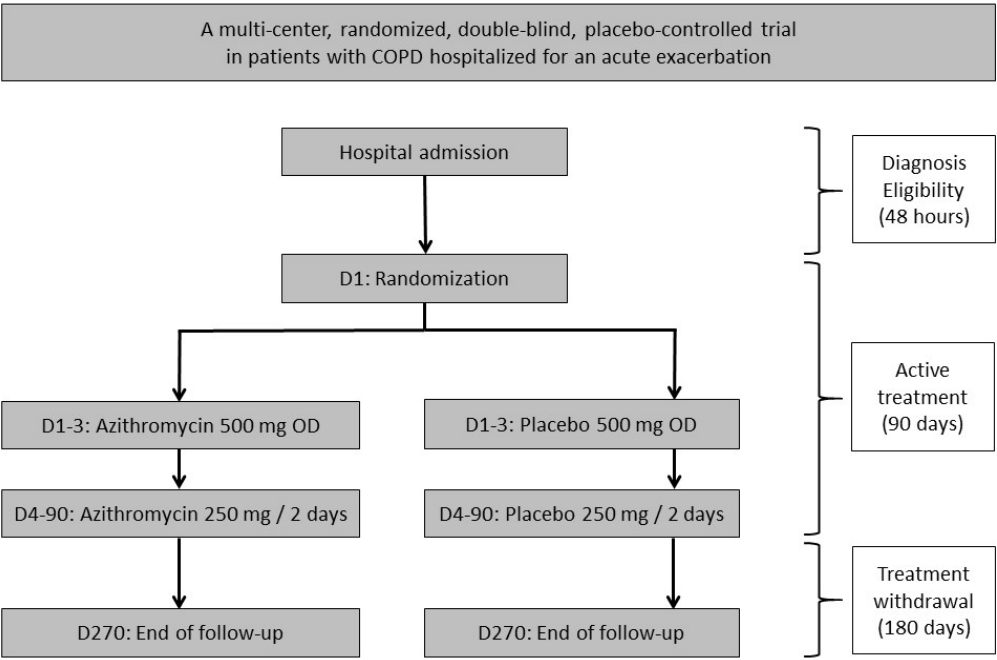 A multi-center, randomized, double-blind, placebo-controlled trial
in patients with COPD hospitalized for an acute exacerbation
Hospital admission
Diagnosis
Eligibility
(48 hours)
D1: Randomization
Active
treatment
(90 days)
D1-3: Azithromycin 500 mg OD
D1-3: Placebo 500 mg OD
D4-90: Azithromycin 250 mg / 2 days
D4-90: Placebo 250 mg / 2 days
Treatment
withdrawal
(180 days)
D270: End of follow-up
D270: End of follow-up